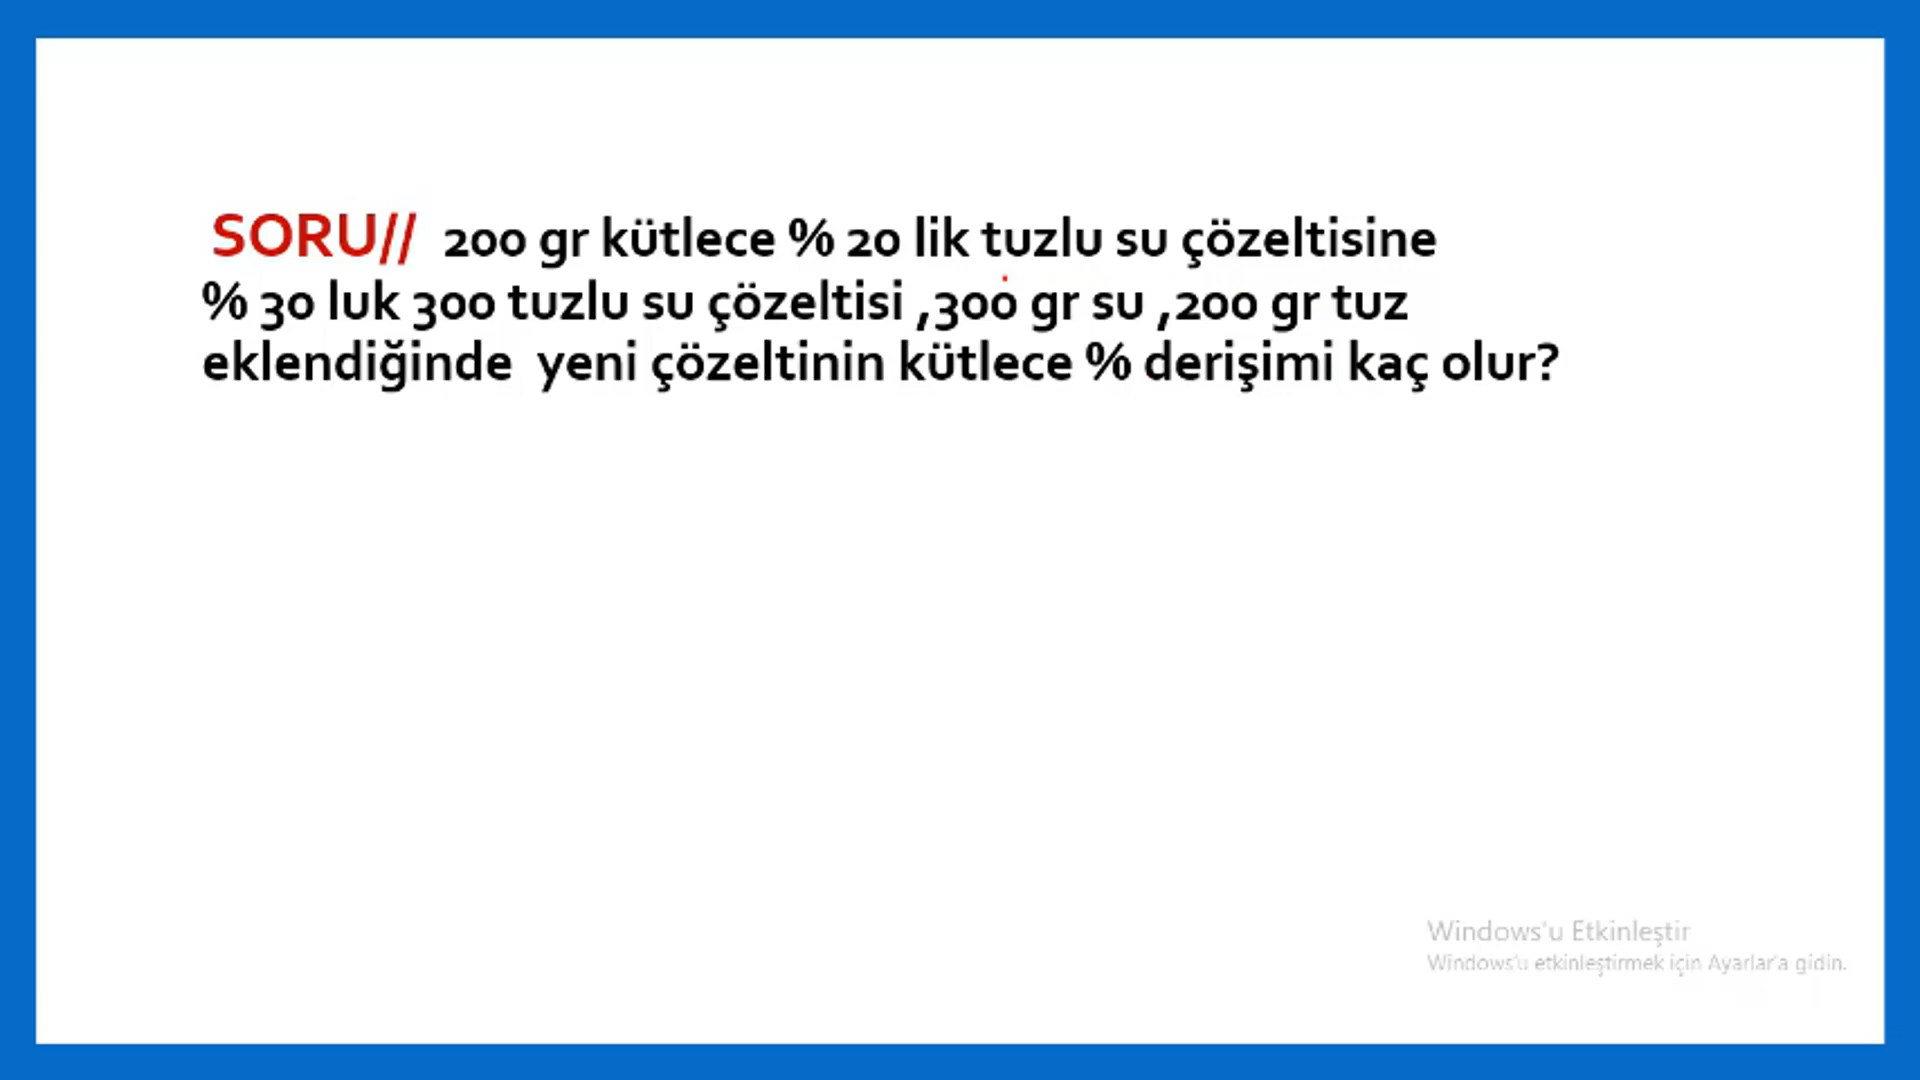 SORU// 200 gr kütlece % 20 lik tuzlu su çözeltisine
% 30 luk 300 tuzlu su çözeltisi ,300 gr su ,200 gr tuz
eklendiğinde yeni çözeltinin kütlece % derişimi kaç olur?
Windows'u Etkinleştir
Windows'u etkinleştirmek için Ayarlar'a gidin.